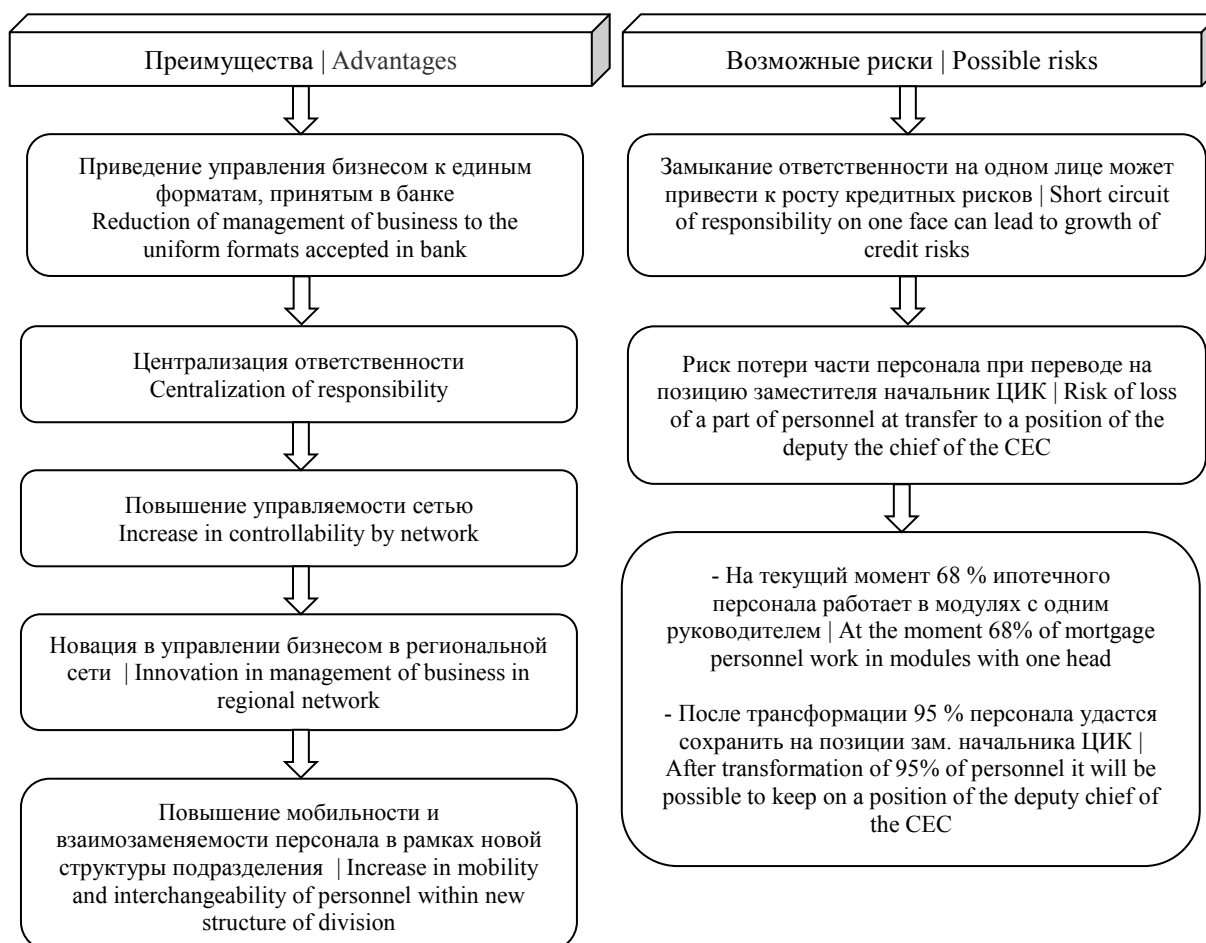 Преимущества | Advantages
Приведение управления бизнесом к единым
форматам, принятым в банке
Reduction of management of business to the
uniform formats accepted in bank
Централизация ответственности
Centralization of responsibility
Повышение управляемости сетью
Increase in controllability by network
Новация в управлении бизнесом в региональной
сети | Innovation in management of business in
regional network
Повышение мобильности и
взаимозаменяемости персонала в рамках новой
структуры подразделения | Increase in mobility
and interchangeability of personnel within new
structure of division
Возможные риски | Possible risks
Замыкание ответственности на одном лице может
привести к росту кредитных рисков | Short circuit
of responsibility on one face can lead to growth of
credit risks
Риск потери части персонала при переводе на
позицию заместителя начальник ЦИК | Risk of loss
of a part of personnel at transfer to a position of the
deputy the chief of the CEC
- На текущий момент 68 % ипотечного
персонала работает в модулях с одним
руководителем | At the moment 68% of mortgage
personnel work in modules with one head
- После трансформации 95 % персонала удастся
сохранить на позиции зам. начальника ЦИК |
After transformation of 95% of personnel it will be
possible to keep on a position of the deputy chief of
the CEC